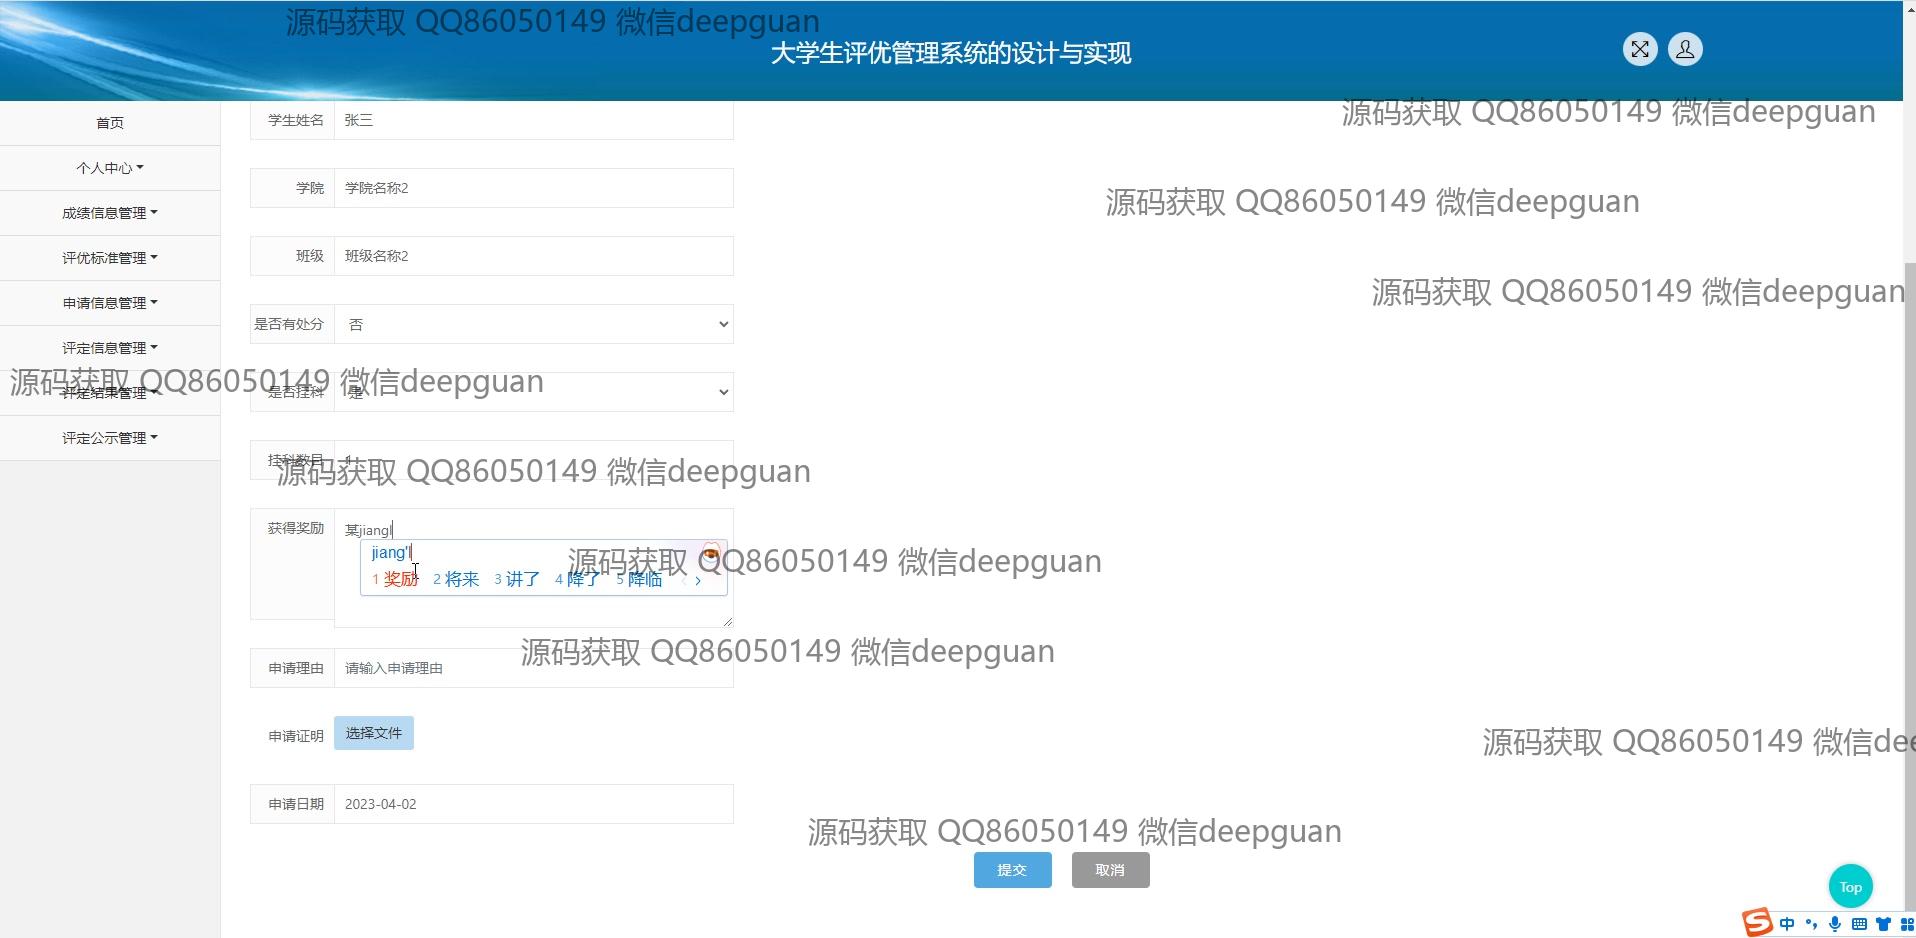 源码获取 QQ86050149 微信deepguan
大学生评优管理系统的设计与实现
源码获取 QQ86050149 微信deepguan
首页
学生姓名 张三
个人中心
学院 学院名称2
源码获取 QQ86050149 微信deepguan
成绩信息管理
评优标准管理
班级 班级名称2
源码获取 QQ86050149 微信deepguan
申请信息管理
是否有处分 否
评定信息管理
源码获取 QQ86050149 微信deepguan
评定结果管理
是否挂科 是
评定公示管理
挂科数目
源码获取 QQ86050149 微信deepguan
获得奖励 某jiangl
jiang'l
源码获取 QQ86050149 微信deepguan
1 奖励 2 将来 3 讲了 4 降了 5 降临
源码获取 QQ86050149 微信deepguan
申请理由 请输入申请理由
申请证明 选择文件
源码获取 QQ86050149 微信dee
申请日期 2023-04-02
源码获取 QQ86050149 微信deepguan
提交 取消
Top
中